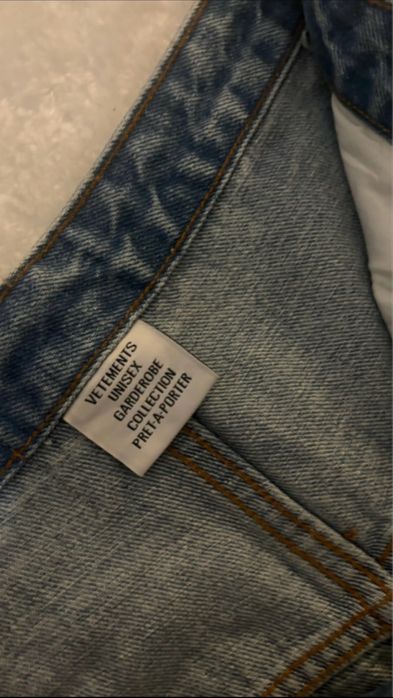 VETEMENTS
UNISEX
GARDEROBE
COLLECTION
PRET-A-PORTER